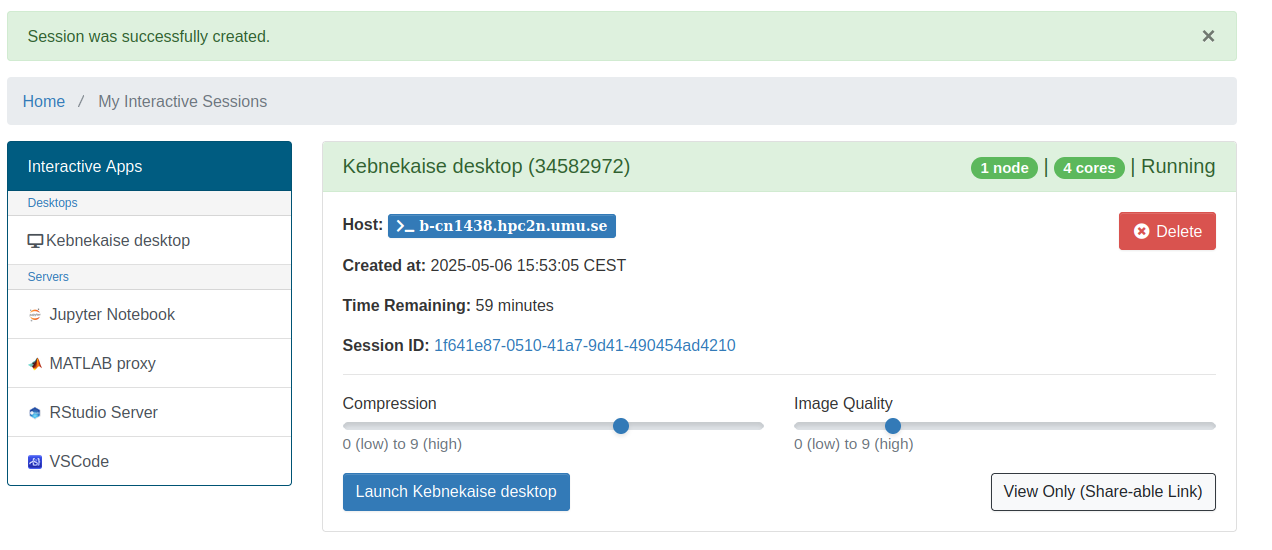 Session was successfully created. ×
Home / My Interactive Sessions
Interactive Apps
Desktops
Kebnekaise desktop
Servers
Jupyter Notebook
MATLAB proxy
RStudio Server
VSCode
Kebnekaise desktop (34582972) 1 node | 4 cores | Running
Host: >_ b-cn1438.hpc2n.umu.se
Delete
Created at: 2025-05-06 15:53:05 CEST
Time Remaining: 59 minutes
Session ID: 1f641e87-0510-41a7-9d41-490454ad4210
Compression
0 (low) to 9 (high)
Image Quality
0 (low) to 9 (high)
Launch Kebnekaise desktop
View Only (Share-able Link)